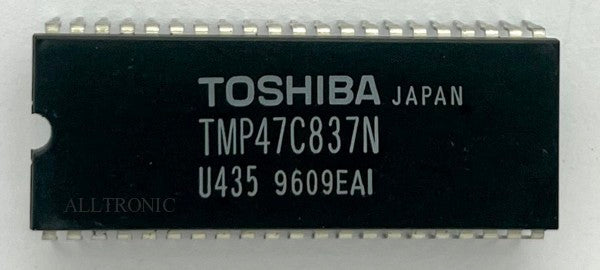 TOSHIBA JAPAN
TMP47C837N
U435 9609EAI
ALLTRONIC